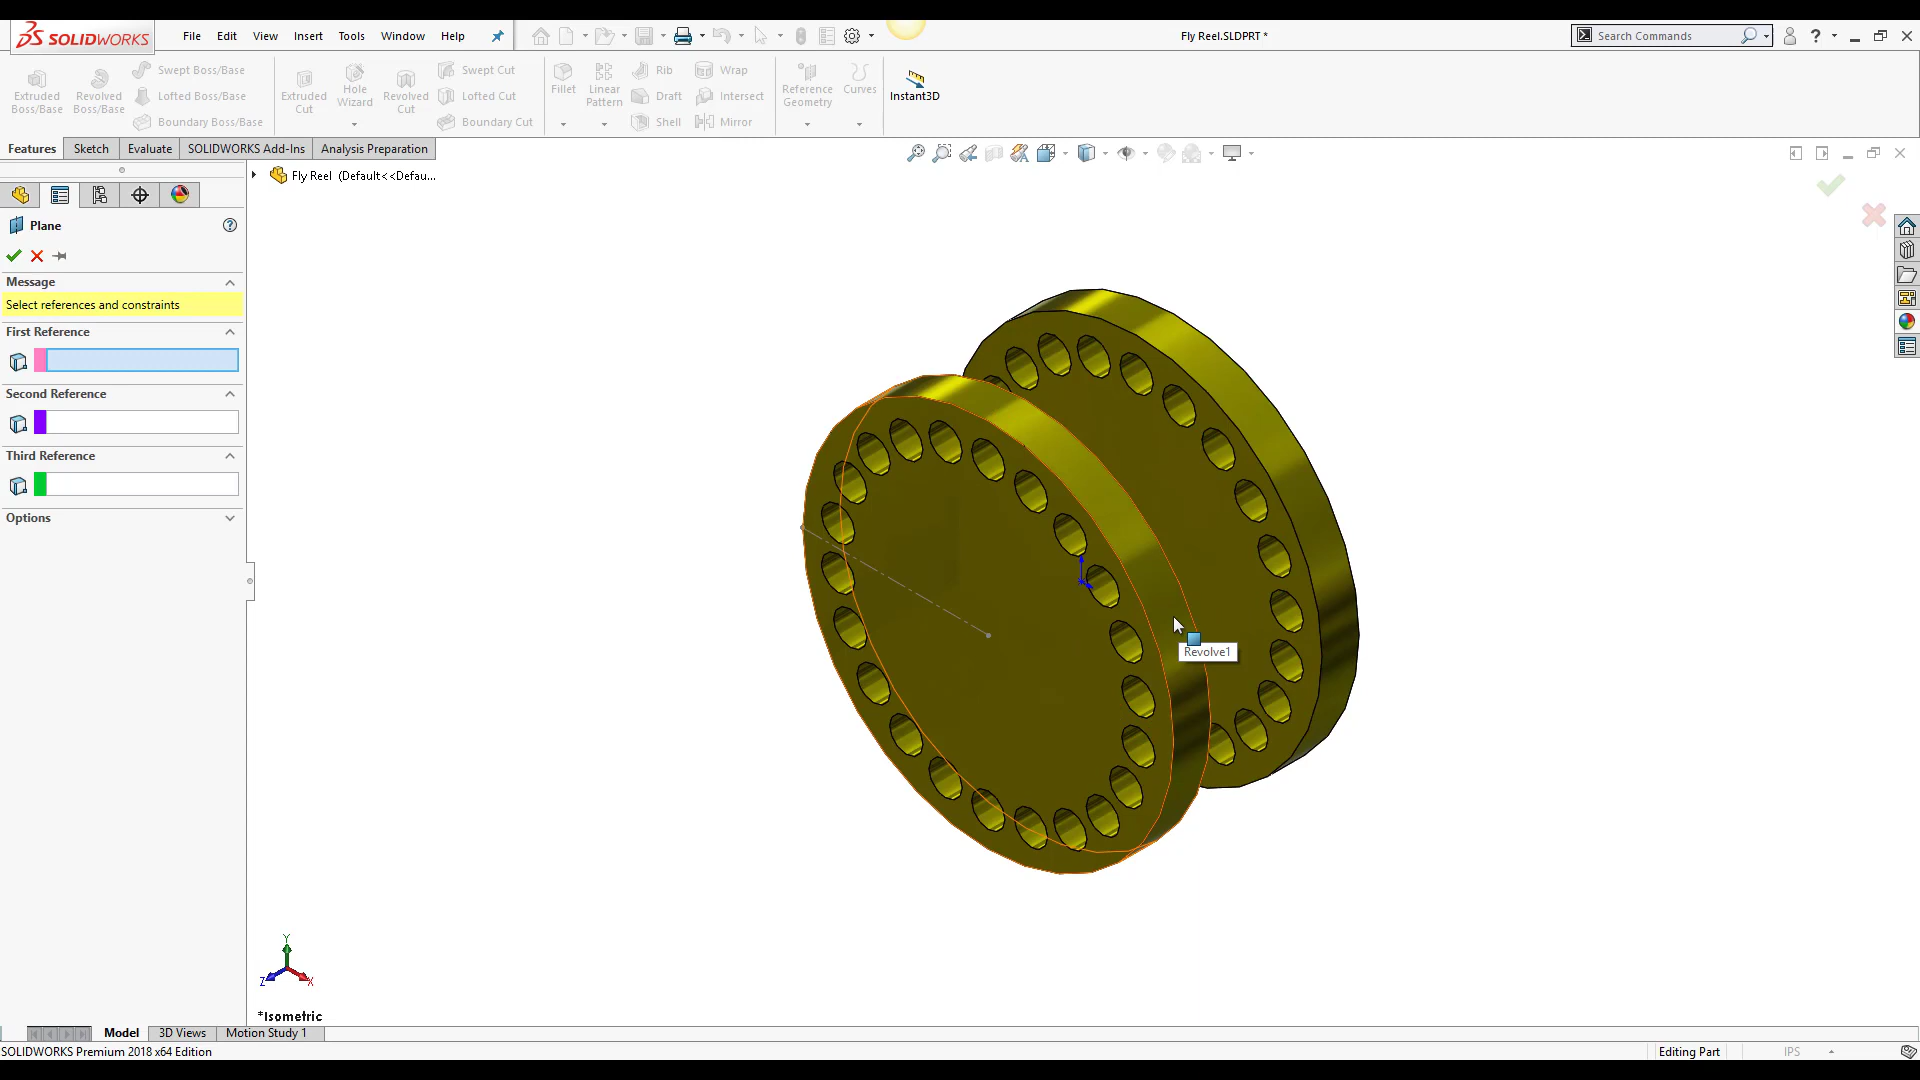 SOLIDWORKS
File Edit View Insert Tools Window Help
Fly Reel.SLDPRT *
Search Commands
Extruded Boss/Base
Revolved Boss/Base
Swept Boss/Base
Lofted Boss/Base
Boundary Boss/Base
Extruded Cut
Hole Wizard
Revolved Cut
Swept Cut
Lofted Cut
Boundary Cut
Fillet
Linear Pattern
Rib
Draft
Shell
Wrap
Intersect
Mirror
Reference Geometry
Curves
Instant3D
Features Sketch Evaluate SOLIDWORKS Add-Ins Analysis Preparation
Fly Reel (Default<<Defau...
Plane
Message
Select references and constraints
First Reference
Second Reference
Third Reference
Options
Revolve1
Y
Z
X
*Isometric
Model 3D Views Motion Study 1
SOLIDWORKS Premium 2018 x64 Edition
Editing Part
IPS